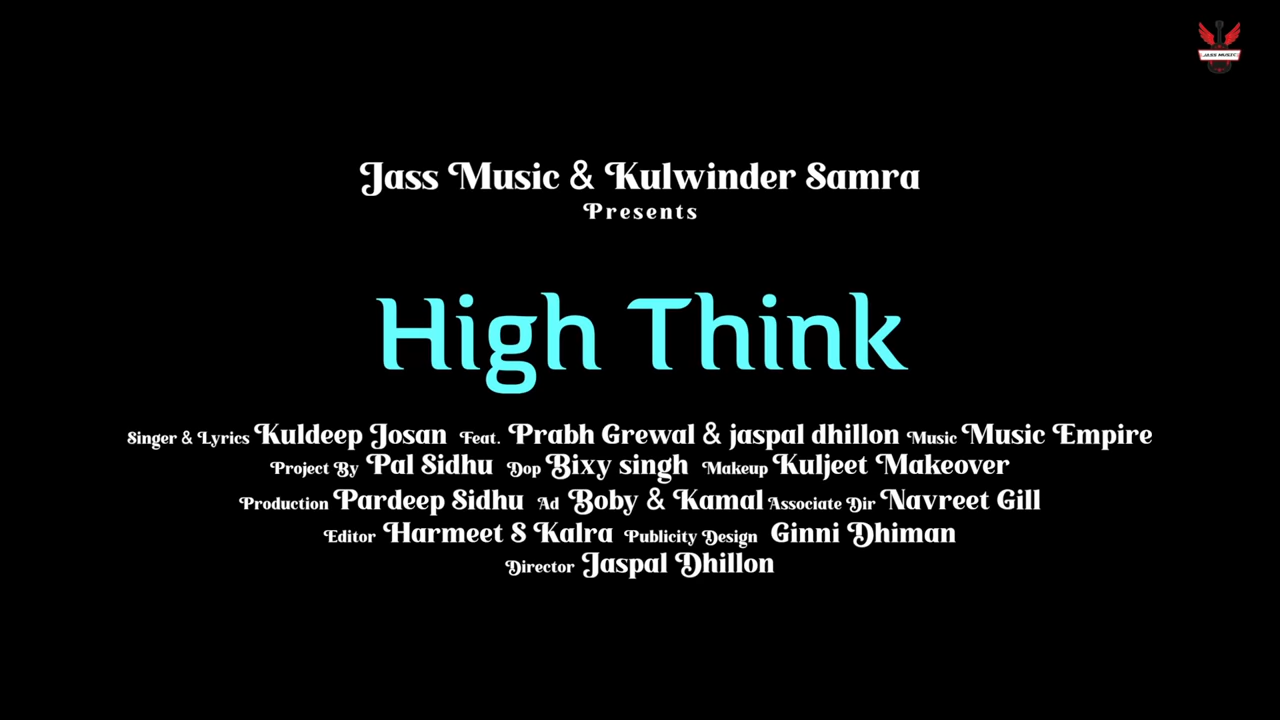 JASS MUSIC
Jass Music & Kulwinder Samra
Presents
High Think
Singer & Lyrics Kuldeep Josan Feat. Prabh Grewal & jaspal dhillon Music Music Empire
Project By Pal Sidhu Dop Bixy singh Makeup Kuljeet Makeover
Production Pardeep Sidhu Ad Boby & Kamal Associate Dir Navreet Gill
Editor Harmeet S Kalra Publicity Design Ginni Dhiman
Director Jaspal Dhillon